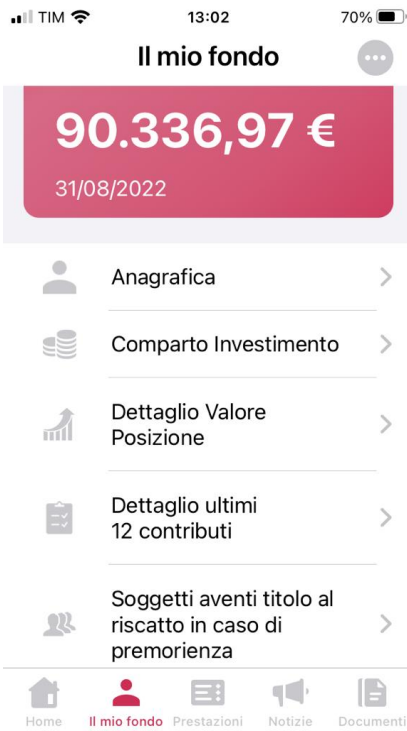 TIM 13:02 70%
Il mio fondo
90.336,97 €
31/08/2022
Anagrafica
Comparto Investimento
Dettaglio Valore
Posizione
Dettaglio ultimi
12 contributi
Soggetti aventi titolo al
riscatto in caso di
premorienza
Home Il mio fondo Prestazioni Notizie Documenti